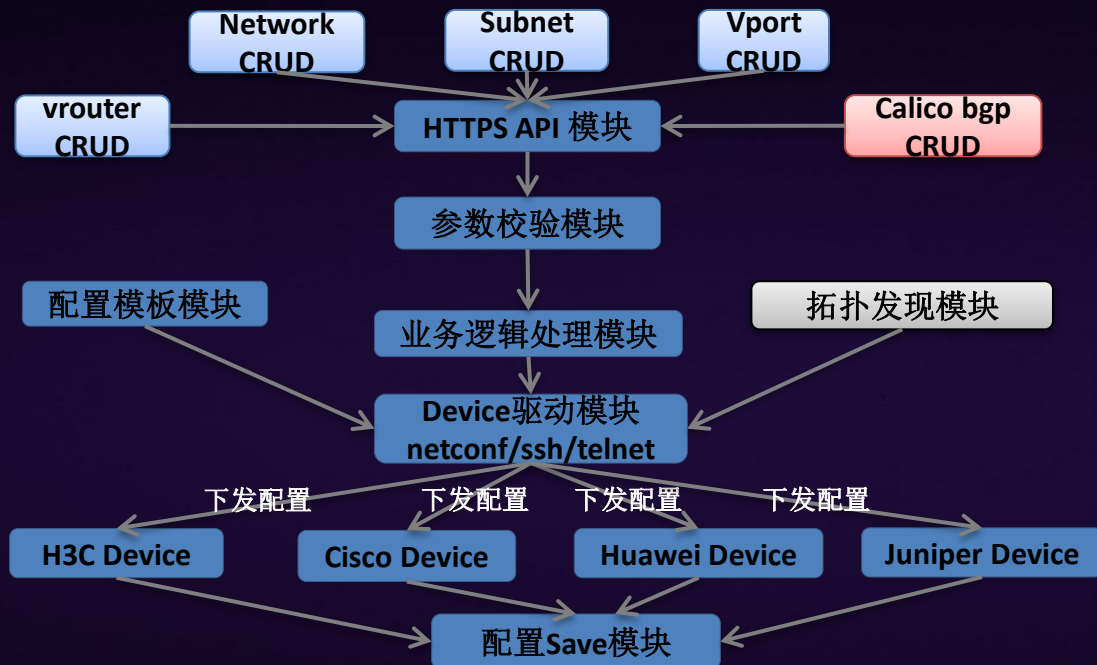 Network
CRUD
Subnet
CRUD
Vport
CRUD
vrouter
CRUD
HTTPS API 模块
Calico bgp
CRUD
参数校验模块
配置模板模块
拓扑发现模块
业务逻辑处理模块
Device驱动模块
netconf/ssh/telnet
下发配置
下发配置
下发配置
下发配置
H3C Device
Cisco Device
Huawei Device
Juniper Device
配置Save模块